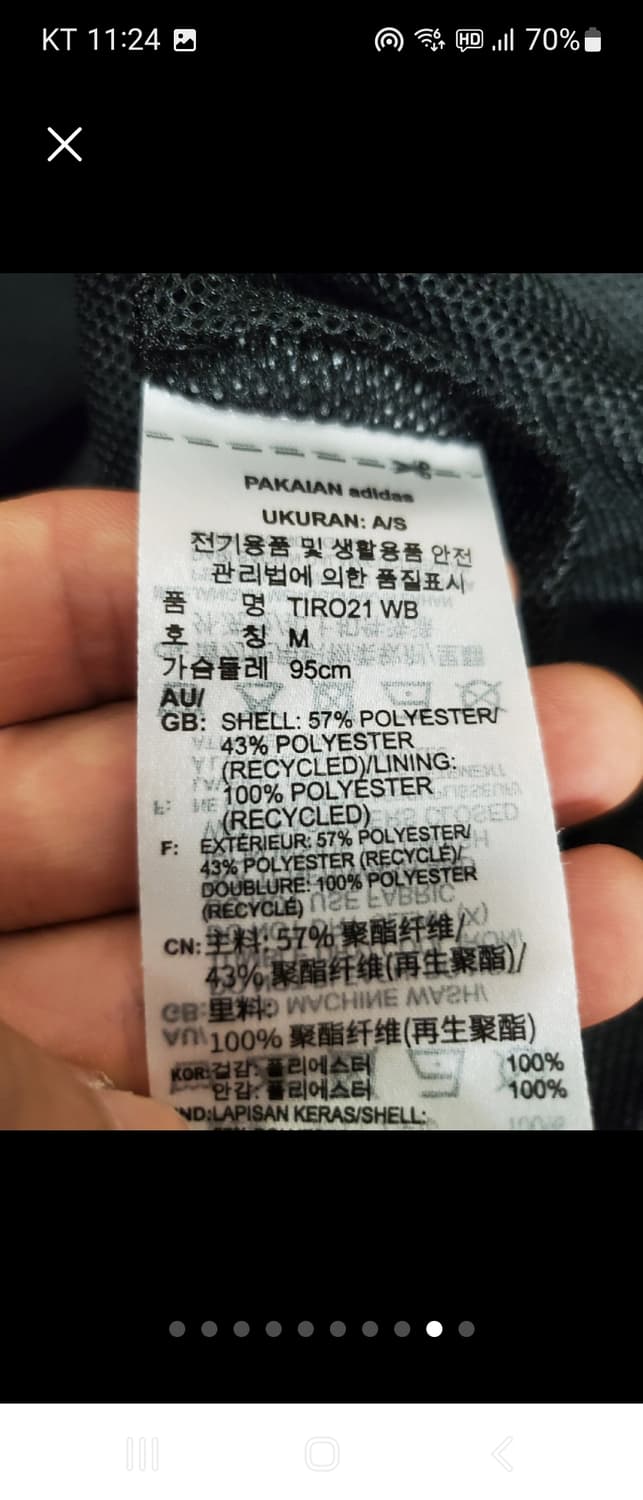 KT 11:24
HD 70%
PAKAIAN adidas
UKURAN: A/S
전기용품 및 생활용품 안전
관리법에 의한 품질표시
품 명 TIRO21 WB
호 칭 M
가슴둘레 95cm
AU/
GB: SHELL: 57% POLYESTER/
43% POLYESTER
(RECYCLED)/LINING:
100% POLYESTER
(RECYCLED)
F: EXTÉRIEUR: 57% POLYESTER/
43% POLYESTER (RECYCLÉ)/
DOUBLURE: 100% POLYESTER
(RECYCLÉ)
CN: 主料: 57% 聚酯纤维/
43% 聚酯纤维(再生聚酯)/
里料:
100% 聚酯纤维(再生聚酯)
KOR: 겉감: 폴리에스터 100%
안감: 폴리에스터 100%
IND:LAPISAN KERAS/SHELL: